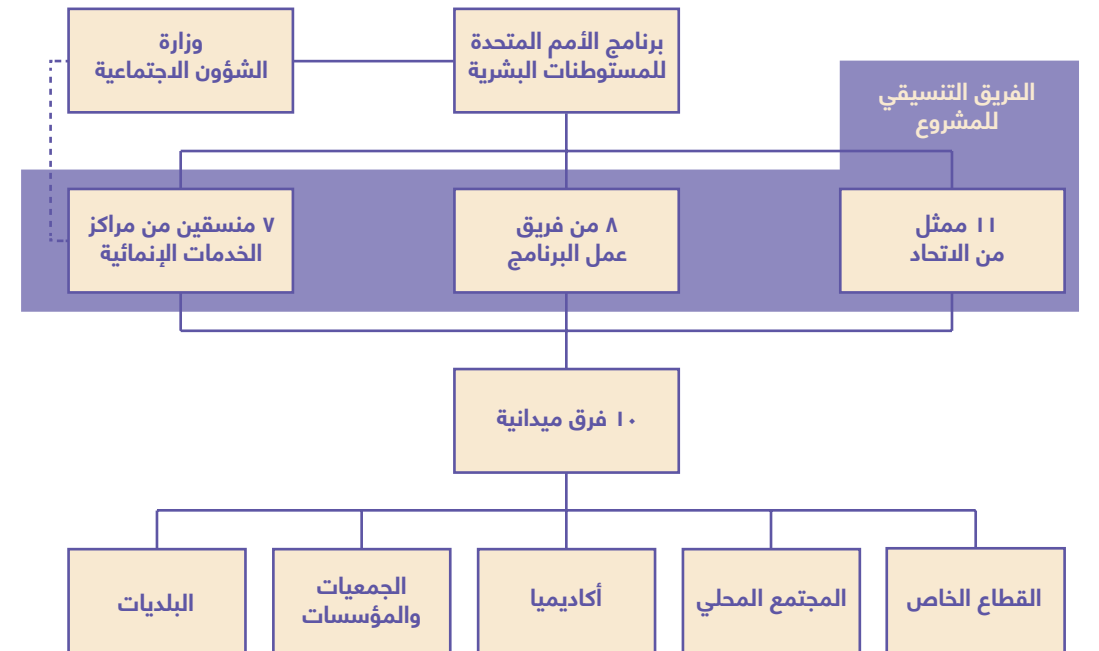 برنامج الأمم المتحدة
للمستوطنات البشرية
وزارة
الشؤون الاجتماعية
الفريق التنسيقي
للمشروع
١١ ممثل
من الاتحاد
٨ من فريق
عمل البرنامج
٧ منسقين من مراكز
الخدمات الإنمائية
١٠ فرق ميدانية
القطاع الخاص
المجتمع المحلي
أكاديميا
الجمعيات
والمؤسسات
البلديات